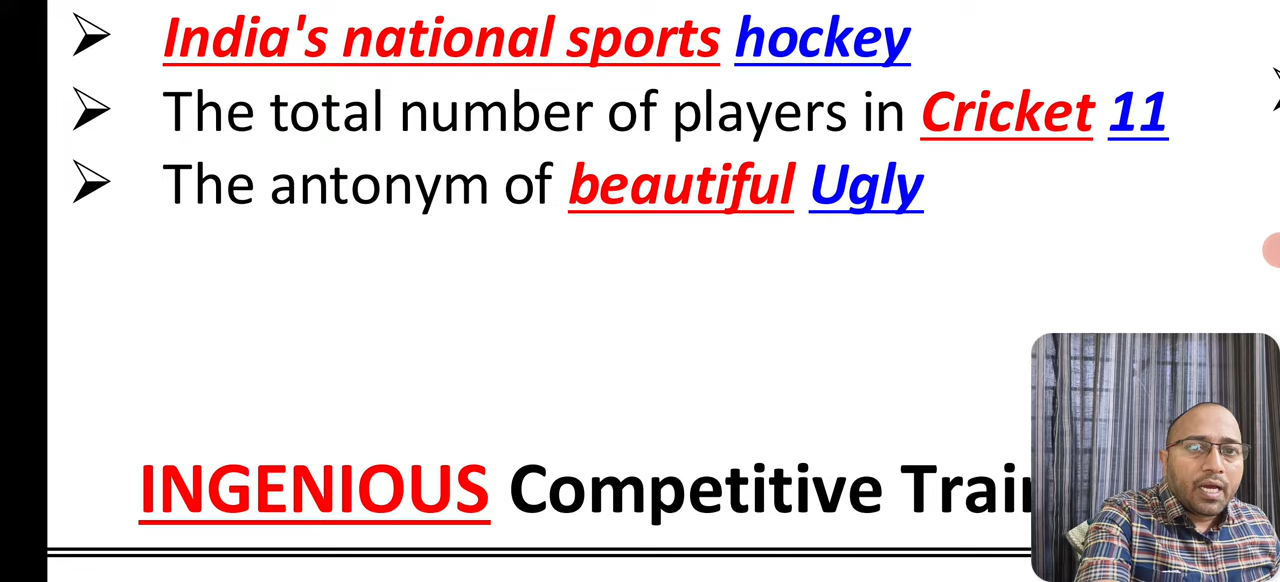 India's national sports hockey
The total number of players in Cricket 11
The antonym of beautiful Ugly
INGENIOUS Competitive